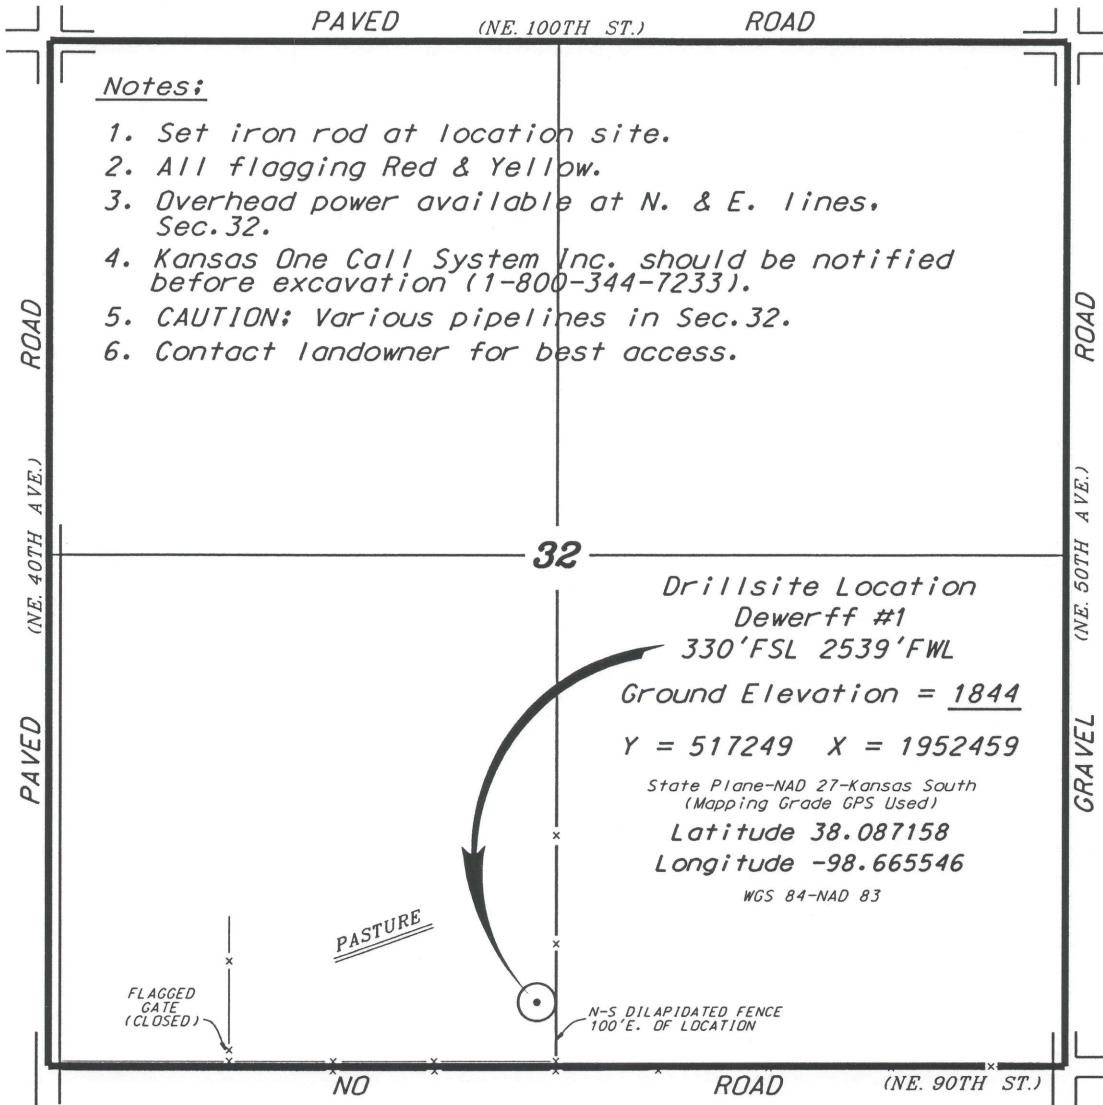 PAVED (NE. 100TH ST.) ROAD
Notes:
1. Set iron rod at location site.
2. All flagging Red & Yellow.
3. Overhead power available at N. & E. lines,
Sec. 32.
4. Kansas One Call System Inc. should be notified
before excavation (1-800-344-7233).
5. CAUTION: Various pipelines in Sec. 32.
6. Contact landowner for best access.
PAVED (NE. 40TH AVE.) ROAD
GRAVEL (NE. 50TH AVE.) ROAD
32
Drillsite Location
Dewerff #1
330'FSL 2539'FWL
Ground Elevation = 1844
Y = 517249 X = 1952459
State Plane-NAD 27-Kansas South
(Mapping Grade GPS Used)
Latitude 38.087158
Longitude -98.665546
WGS 84-NAD 83
PASTURE
FLAGGED
GATE
(CLOSED)
N-S DILAPIDATED FENCE
100'E. OF LOCATION
NO ROAD (NE. 90TH ST.)